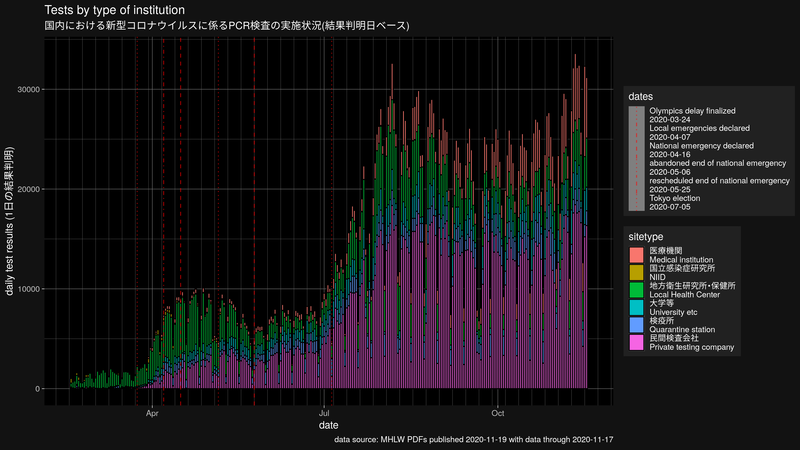 Tests by type of institution
国内における新型コロナウイルスに係るPCR検査の実施状況(結果判明日ベース)
daily test results (1日の結果判明)
30000
20000
10000
0
Apr
Jul
Oct
date
data source: MHLW PDFs published 2020-11-19 with data through 2020-11-17
dates
Olympics delay finalized
2020-03-24
Local emergencies declared
2020-04-07
National emergency declared
2020-04-16
abandoned end of national emergency
2020-05-06
rescheduled end of national emergency
2020-05-25
Tokyo election
2020-07-05
sitetype
医療機関
Medical institution
国立感染症研究所
NIID
地方衛生研究所・保健所
Local Health Center
大学等
University etc
検疫所
Quarantine station
民間検査会社
Private testing company